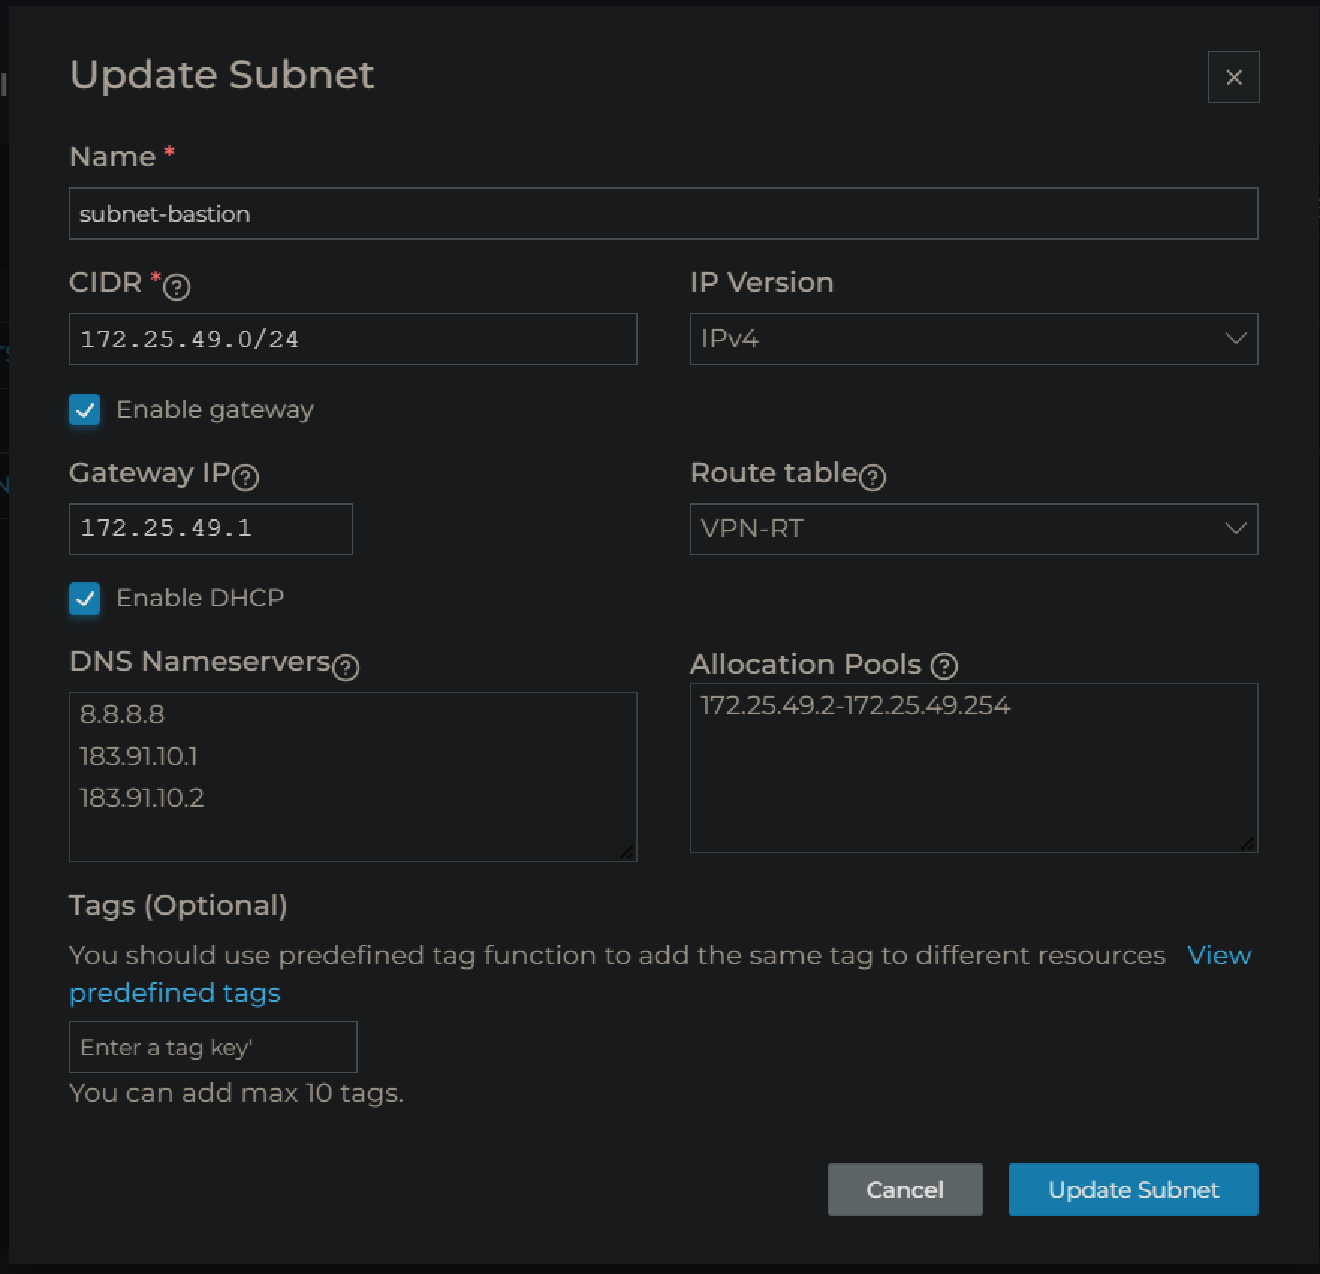 Update Subnet
Name *
subnet-bastion
CIDR *
IP Version
172.25.49.0/24
IPv4
Enable gateway
Gateway IP
Route table
172.25.49.1
VPN-RT
Enable DHCP
DNS Nameservers
Allocation Pools
8.8.8.8
183.91.10.1
183.91.10.2
172.25.49.2-172.25.49.254
Tags (Optional)
You should use predefined tag function to add the same tag to different resources View
predefined tags
Enter a tag key'
You can add max 10 tags.
Cancel
Update Subnet